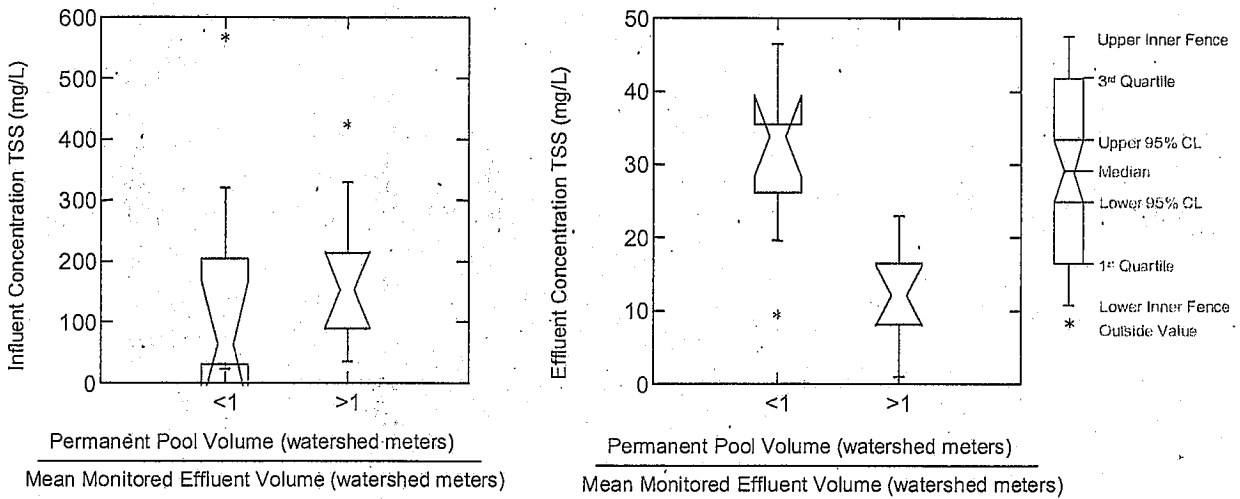 Influent Concentration TSS (mg/L)
600
500
400
300
200
100
0
*
*
<1
>1
Permanent Pool Volume (watershed meters)
Mean Monitored Effluent Volume (watershed meters)
Effluent Concentration TSS (mg/L)
50
40
30
20
10
0
*
<1
>1
Permanent Pool Volume (watershed meters)
Mean Monitored Effluent Volume (watershed meters)
Upper Inner Fence
3rd Quartile
Upper 95% CL
Median
Lower 95% CL
1st Quartile
Lower Inner Fence
* Outside Value